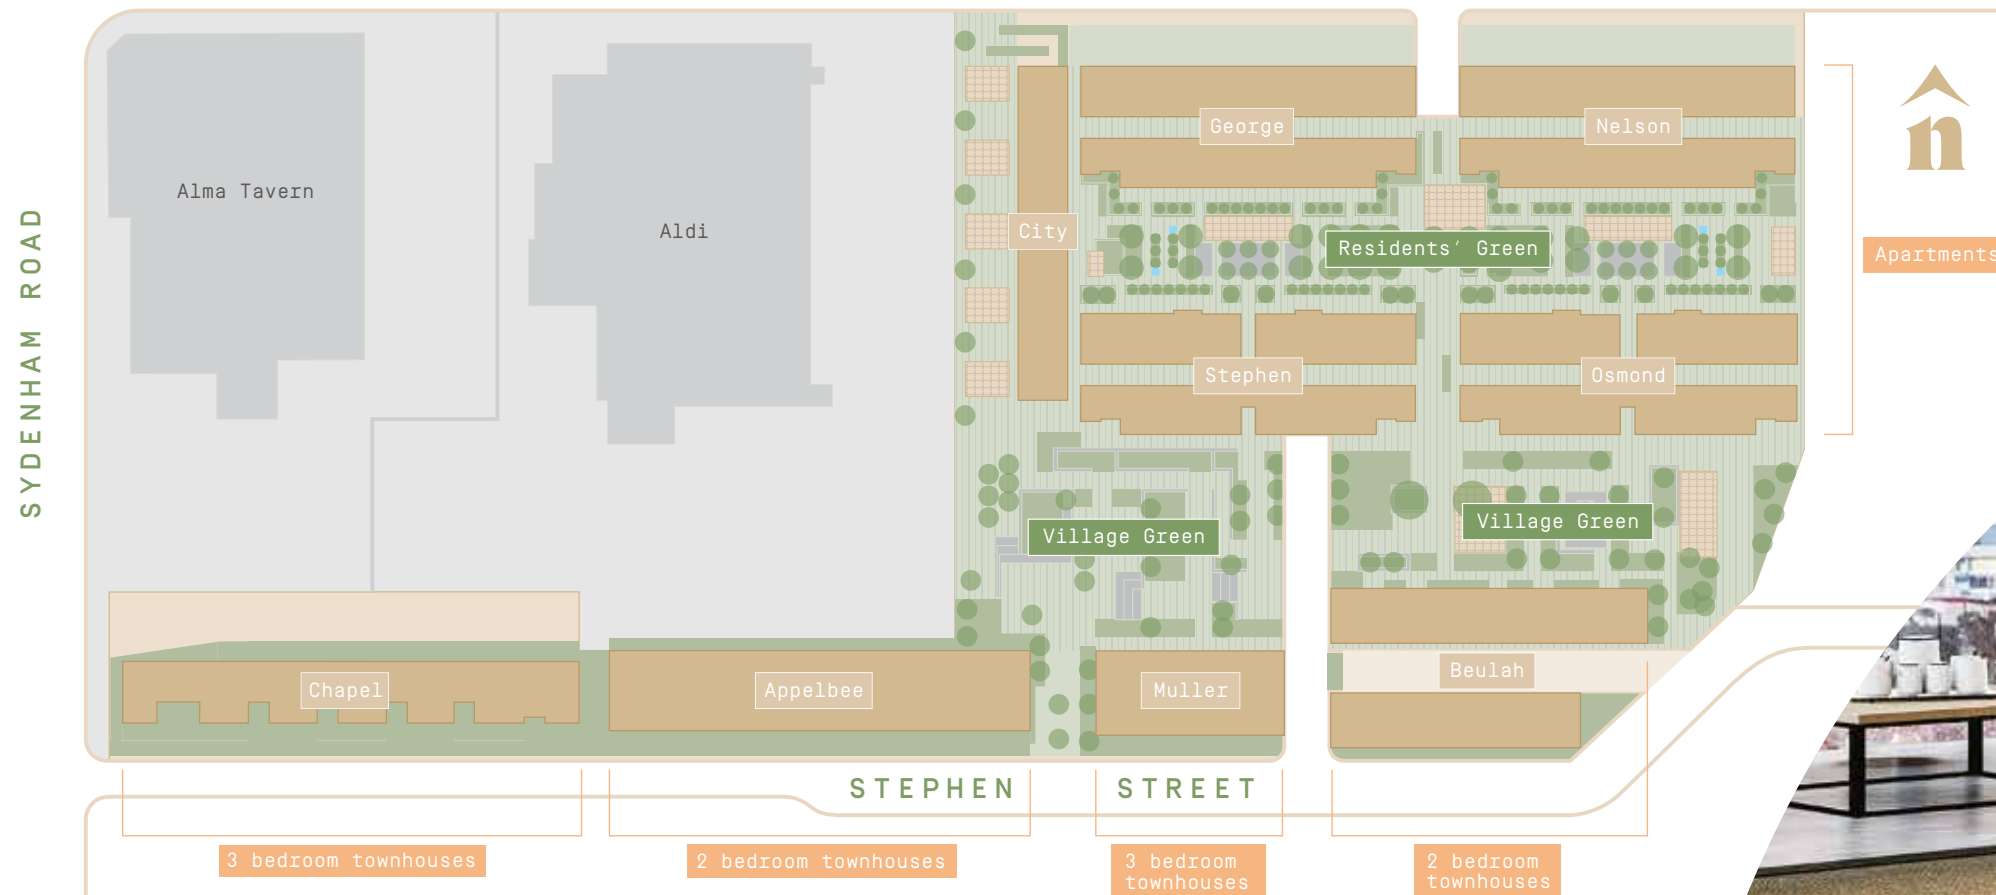 George
Nelson
n
Alma Tavern
Aldi
City
Residents' Green
Apartments
SYDENHAM ROAD
Stephen
Osmond
Village Green
Village Green
Chapel
Appelbee
Muller
Beulah
STEPHEN STREET
3 bedroom townhouses
2 bedroom townhouses
3 bedroom
townhouses
2 bedroom
townhouses